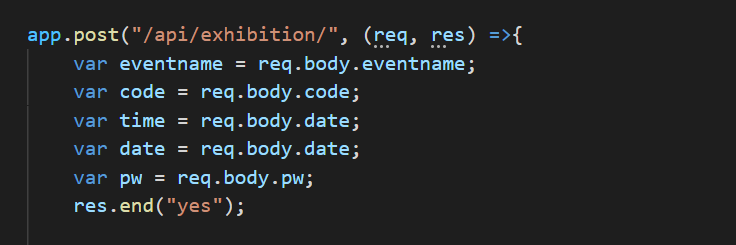 app.post("/api/exhibition/", (req, res) =>{
var eventname = req.body.eventname;
var code = req.body.code;
var time = req.body.date;
var date = req.body.date;
var pw = req.body.pw;
res.end("yes");